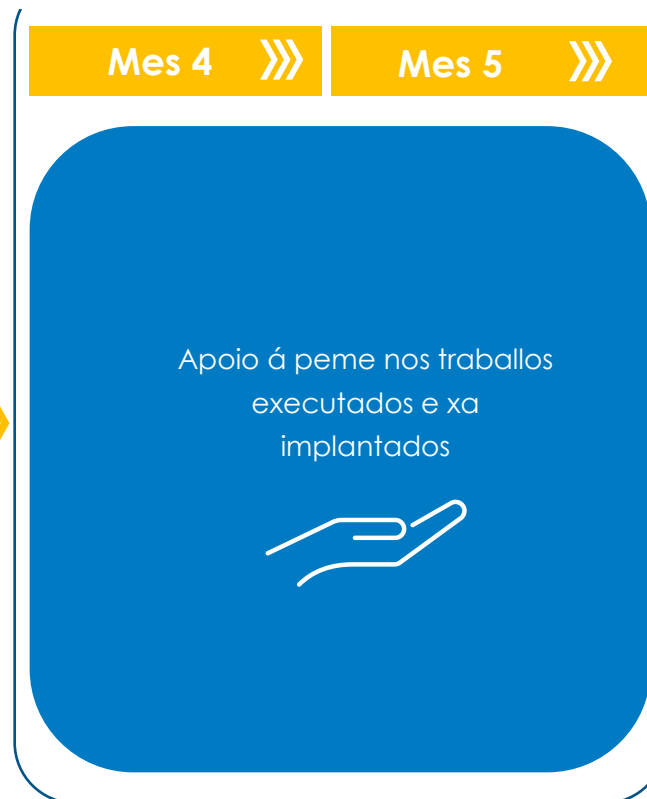 Mes 4
Mes 5
Apoio á peme nos traballos
executados e xa
implantados